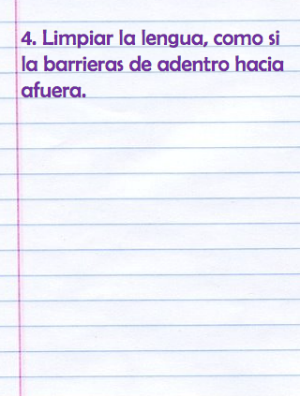 4. Limpiar la lengua, como si
la barrieras de adentro hacia
afuera.